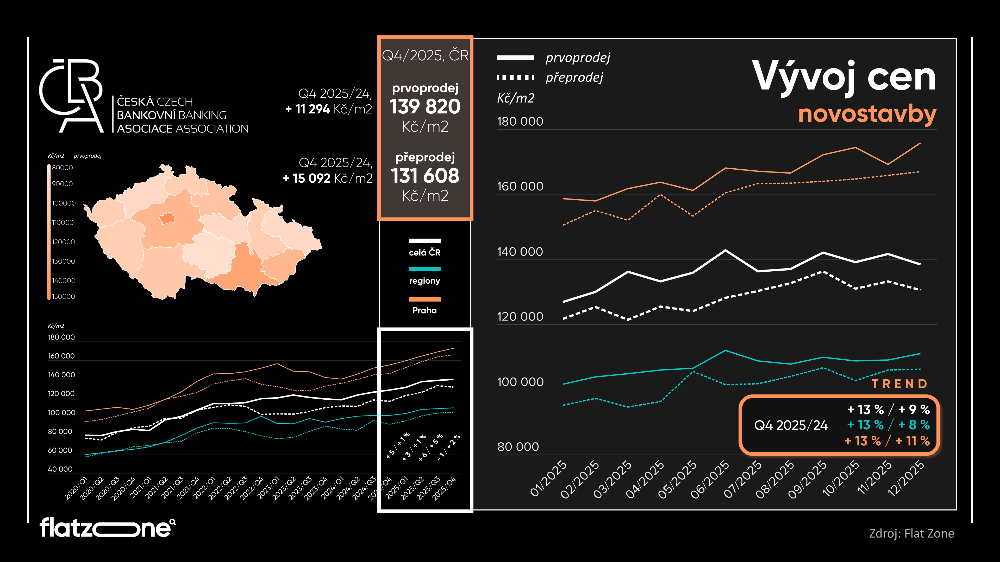 ČBA
ČESKÁ CZECH
BANKOVNÍ BANKING
ASOCIACE ASSOCIATION
Q4 2025/24,
+ 11 294 Kč/m2
Q4 2025/24,
+ 15 092 Kč/m2
Q4/2025, ČR
prvoprodej
139 820
Kč/m2
přeprodej
131 608
Kč/m2
celá ČR
regiony
Praha
Kč/m2 prvoprodej
80000
90000
100000
110000
120000
130000
140000
150000
Kč/m2
180 000
160 000
140 000
120 000
100 000
80 000
60 000
40 000
+ 5 / + 1 %
+ 3 / + 1 %
+ 6 / + 5 %
- 1 / + 2 %
2020/Q1
2020/Q2
2020/Q3
2020/Q4
2021/Q1
2021/Q2
2021/Q3
2021/Q4
2022/Q1
2022/Q2
2022/Q3
2022/Q4
2023/Q1
2023/Q2
2023/Q3
2023/Q4
2024/Q1
2024/Q2
2024/Q3
2024/Q4
2025/Q1
2025/Q2
2025/Q3
2025/Q4
prvoprodej
přeprodej
Kč/m2
Vývoj cen
novostavby
180 000
160 000
140 000
120 000
100 000
80 000
TREND
Q4 2025/24
+ 13 % / + 9 %
+ 13 % / + 8 %
+ 13 % / + 11 %
01/2025
02/2025
03/2025
04/2025
05/2025
06/2025
07/2025
08/2025
09/2025
10/2025
11/2025
12/2025
flatzone
Zdroj: Flat Zone